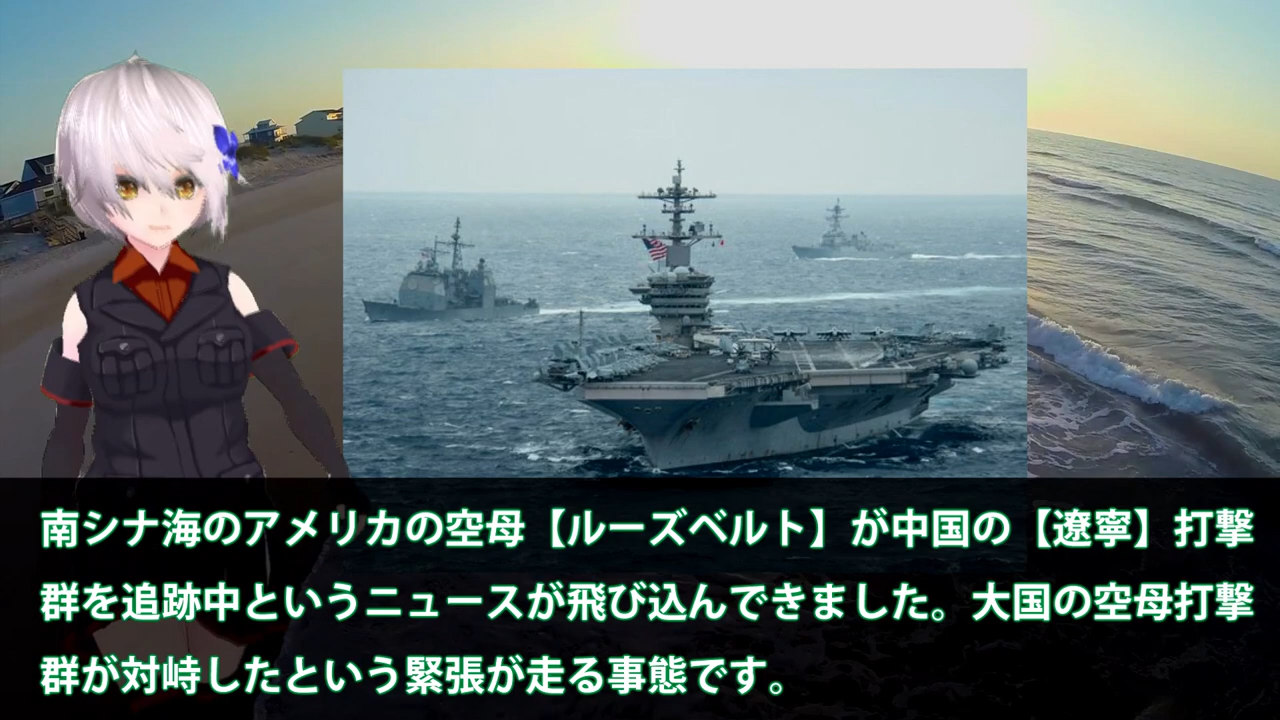 南シナ海のアメリカの空母【ルーズベルト】が中国の【遼寧】打撃
群を追跡中というニュースが飛び込んできました。大国の空母打撃
群が対峙したという緊張が走る事態です。